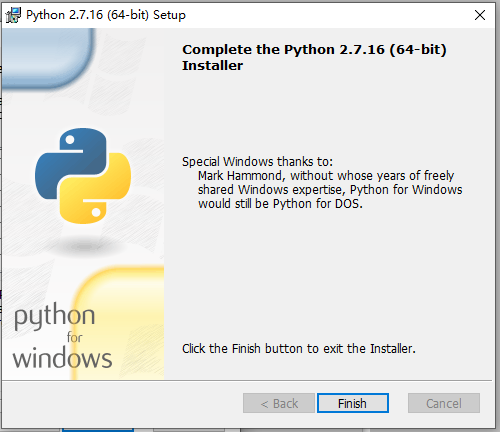 Python 2.7.16 (64-bit) Setup
Complete the Python 2.7.16 (64-bit)
Installer
Special Windows thanks to:
Mark Hammond, without whose years of freely
shared Windows expertise, Python for Windows
would still be Python for DOS.
python
for
windows
Click the Finish button to exit the Installer.
< Back
Finish
Cancel